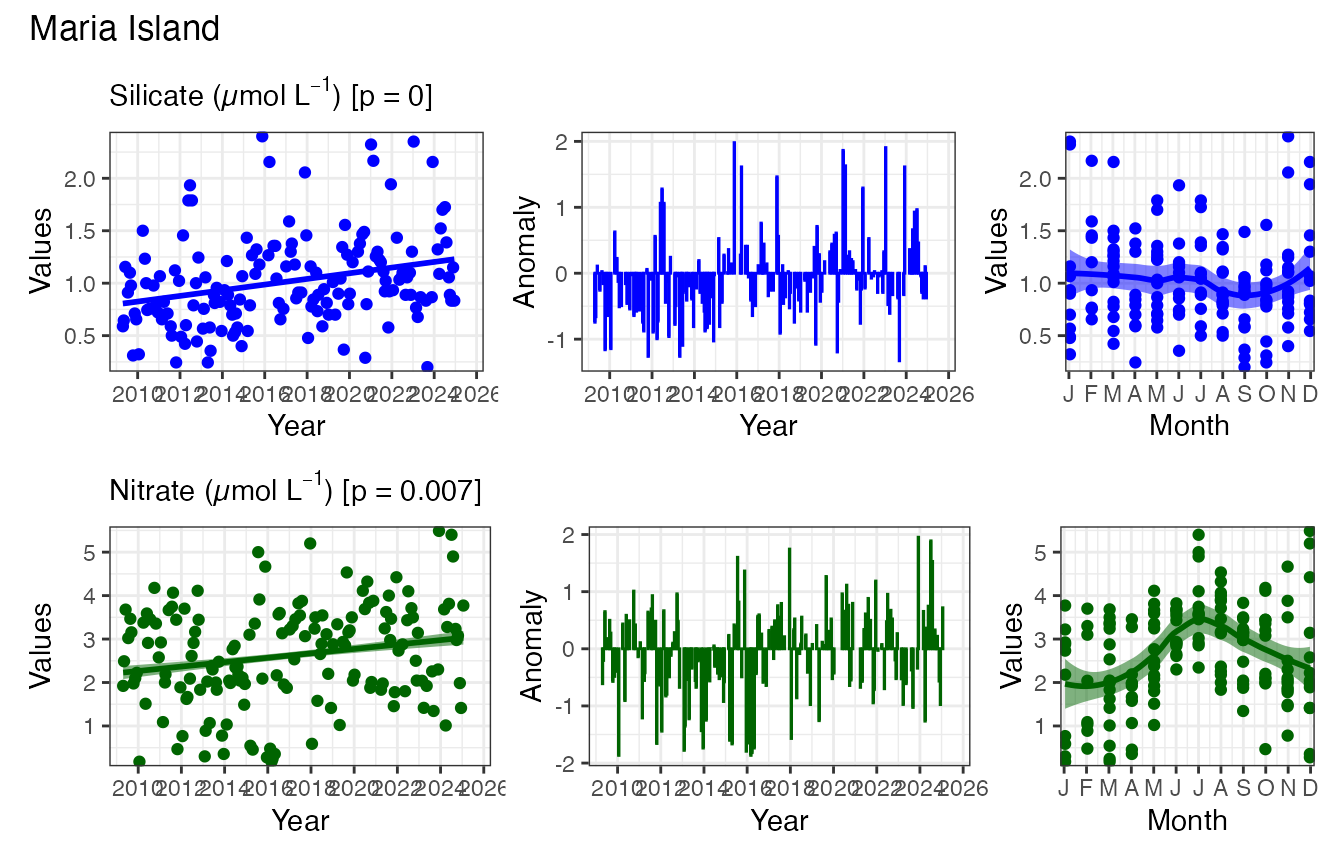 Maria Island
Silicate (µmol L⁻¹) [p = 0]
Values
2.0
1.5
1.0
0.5
2010 2012 2014 2016 2018 2020 2022 2024 2026
Year
Anomaly
2
1
0
-1
2010 2012 2014 2016 2018 2020 2022 2024 2026
Year
Values
2.0
1.5
1.0
0.5
J F M A M J J A S O N D
Month
Nitrate (µmol L⁻¹) [p = 0.007]
Values
5
4
3
2
1
2010 2012 2014 2016 2018 2020 2022 2024 2026
Year
Anomaly
2
1
0
-1
-2
2010 2012 2014 2016 2018 2020 2022 2024 2026
Year
Values
5
4
3
2
1
J F M A M J J A S O N D
Month